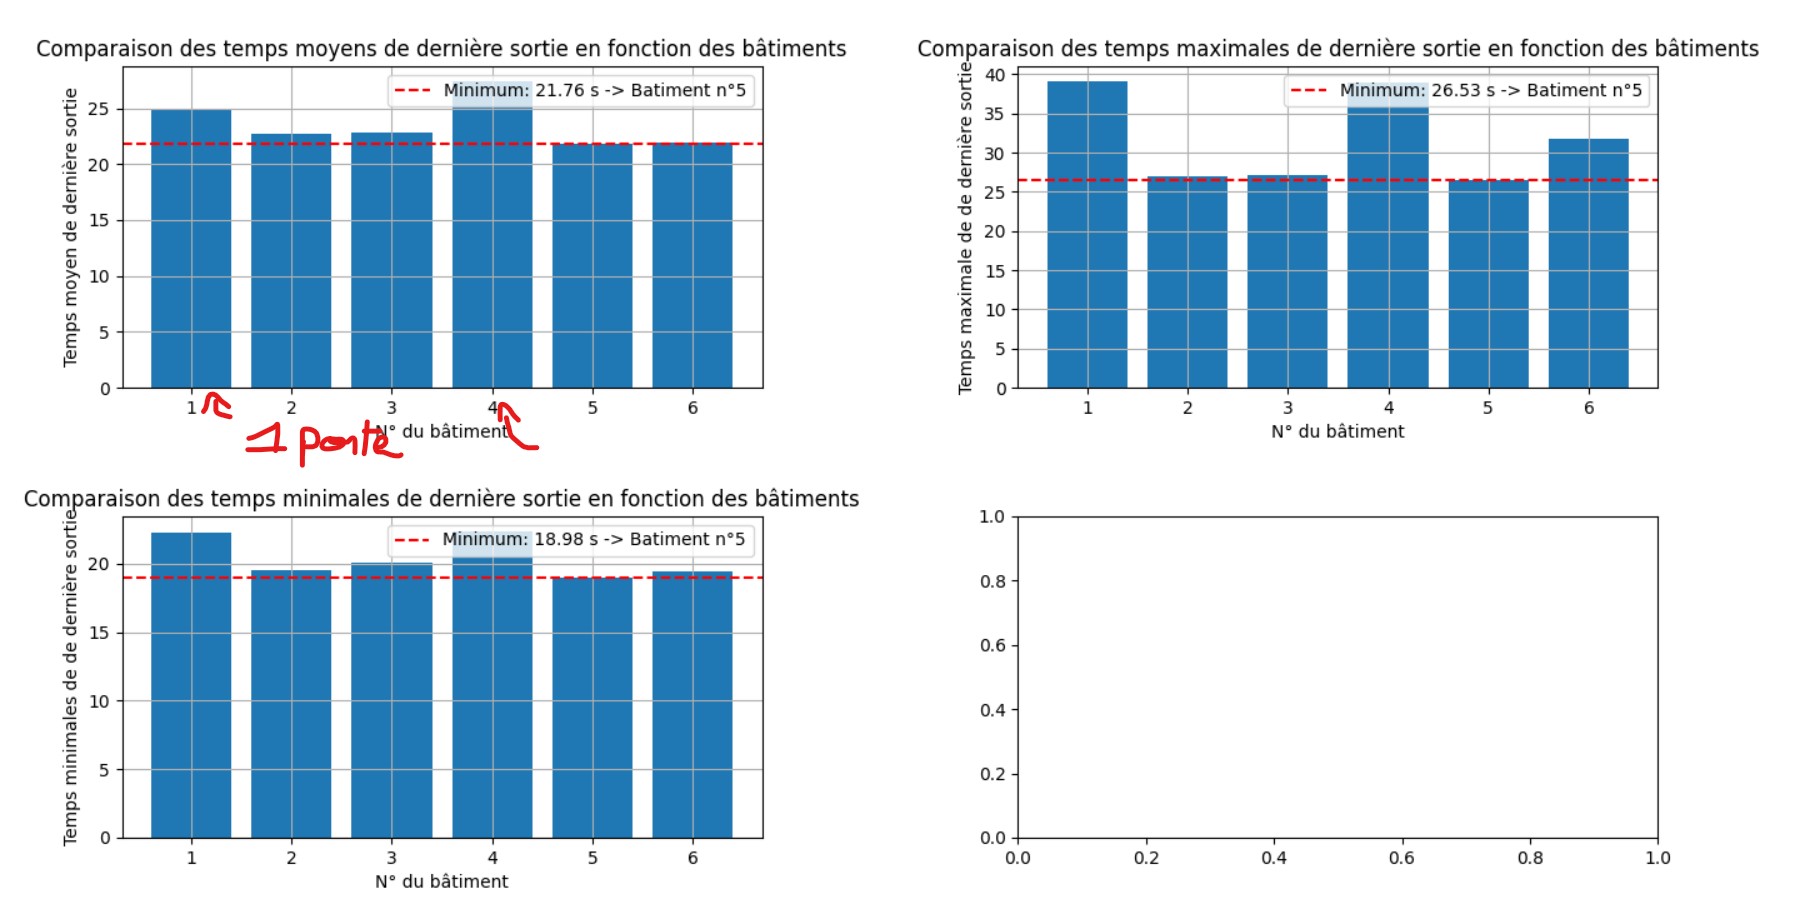 Comparaison des temps moyens de dernière sortie en fonction des bâtiments
Temps moyen de dernière sortie
25
20
15
10
5
0
Minimum: 21.76 s -> Batiment n°5
1 2 3 4 5 6
N° du bâtiment
1 porte
Comparaison des temps maximales de dernière sortie en fonction des bâtiments
Temps maximale de de dernière sortie
40
35
30
25
20
15
10
5
0
Minimum: 26.53 s -> Batiment n°5
1 2 3 4 5 6
N° du bâtiment
Comparaison des temps minimales de dernière sortie en fonction des bâtiments
Temps minimales de de dernière sortie
20
15
10
5
0
Minimum: 18.98 s -> Batiment n°5
1 2 3 4 5 6
N° du bâtiment
1.0
0.8
0.6
0.4
0.2
0.0
0.0 0.2 0.4 0.6 0.8 1.0